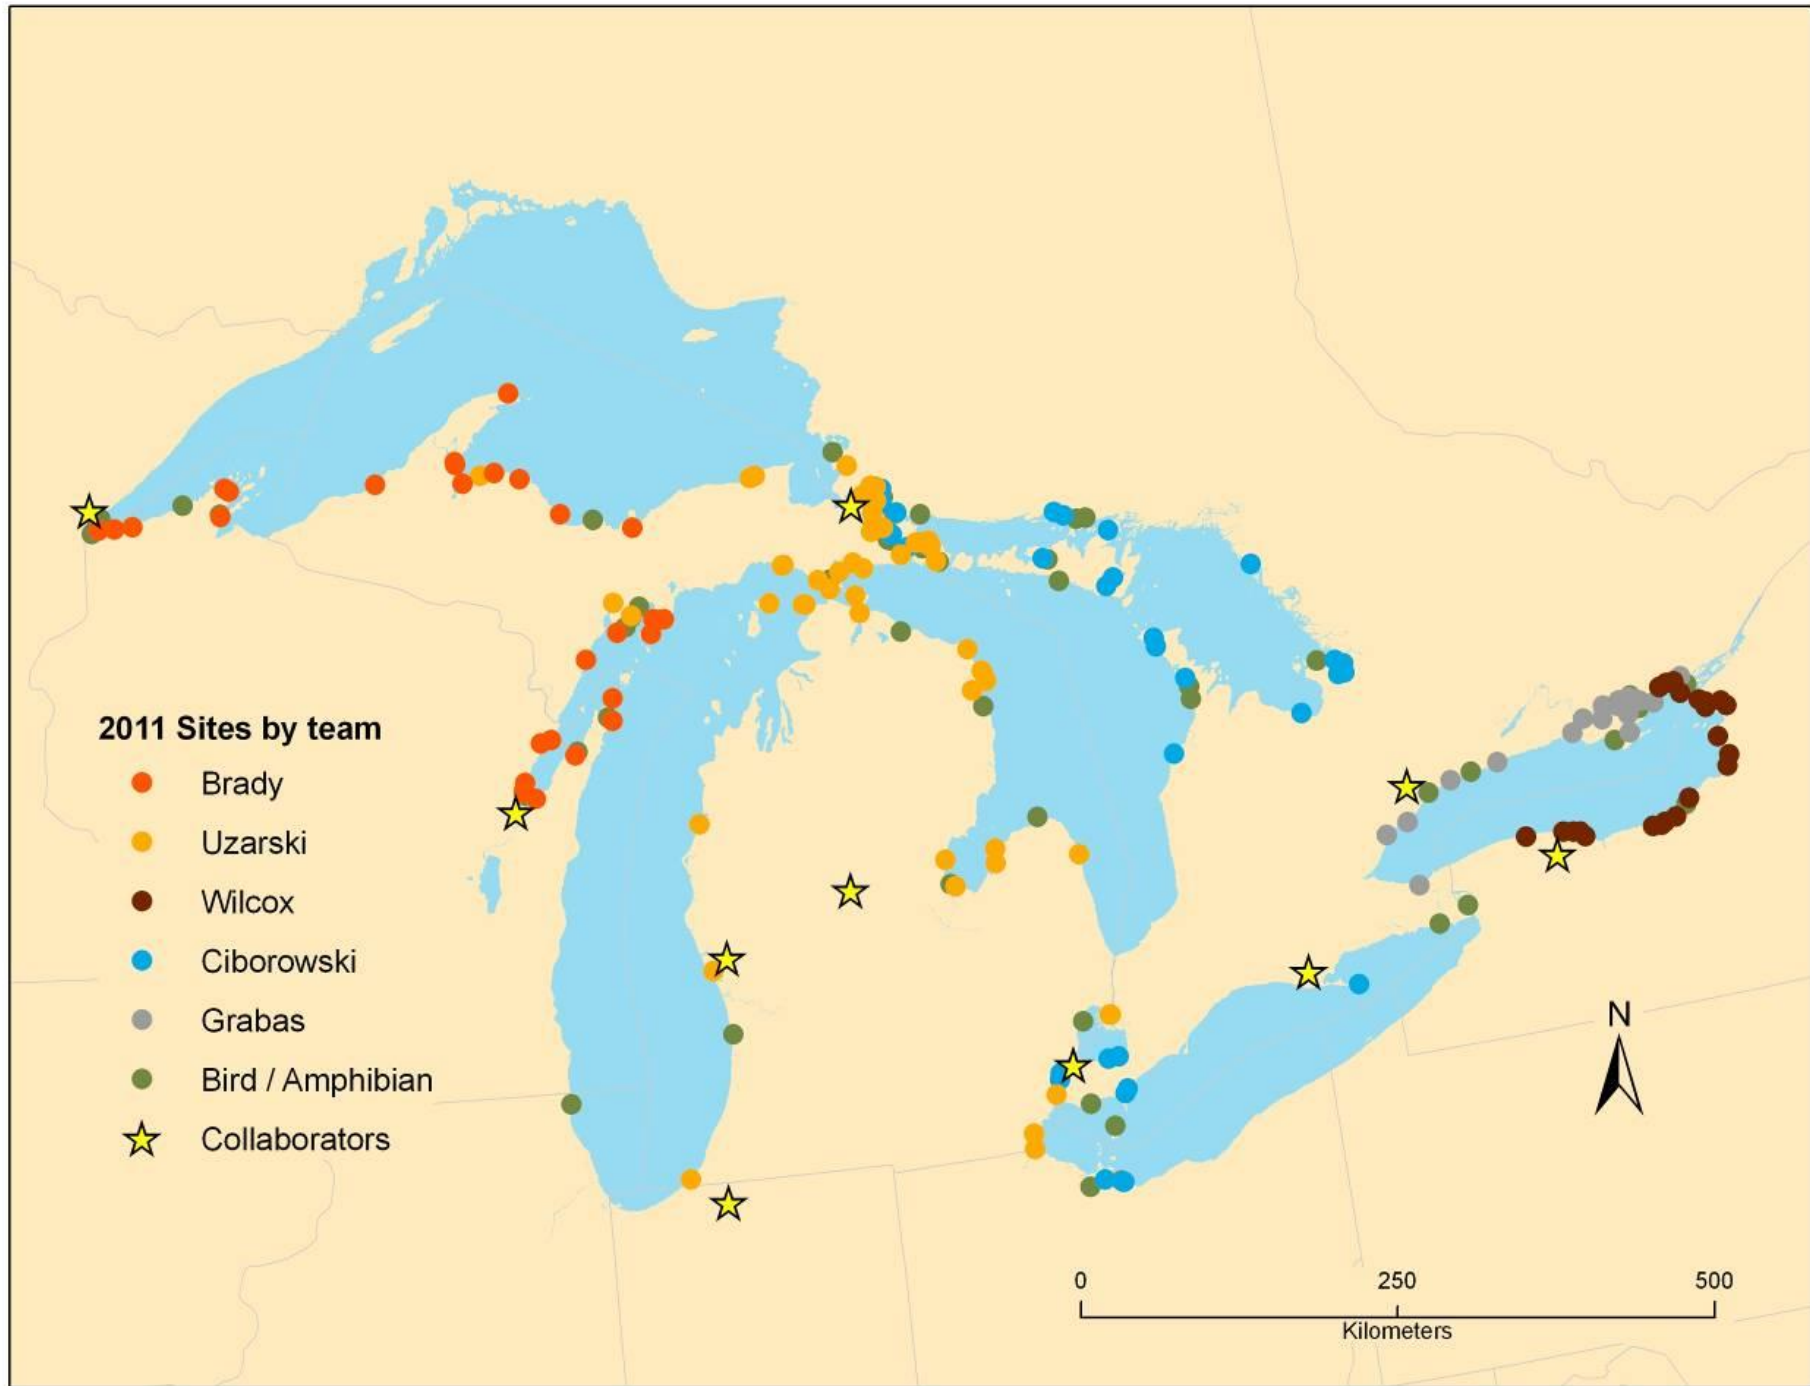 2011 Sites by team
Brady
Uzarski
Wilcox
Ciborowski
Grabas
Bird / Amphibian
Collaborators
N
0 250 500
Kilometers